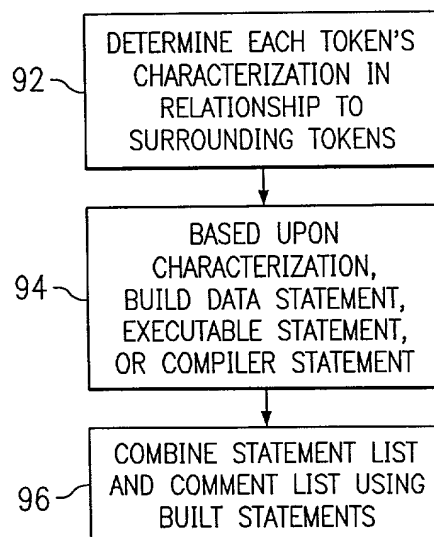 DETERMINE EACH TOKEN'S
CHARACTERIZATION IN
RELATIONSHIP TO
SURROUNDING TOKENS
92
BASED UPON
CHARACTERIZATION,
BUILD DATA STATEMENT,
EXECUTABLE STATEMENT,
OR COMPILER STATEMENT
94
COMBINE STATEMENT LIST
AND COMMENT LIST USING
BUILT STATEMENTS
96